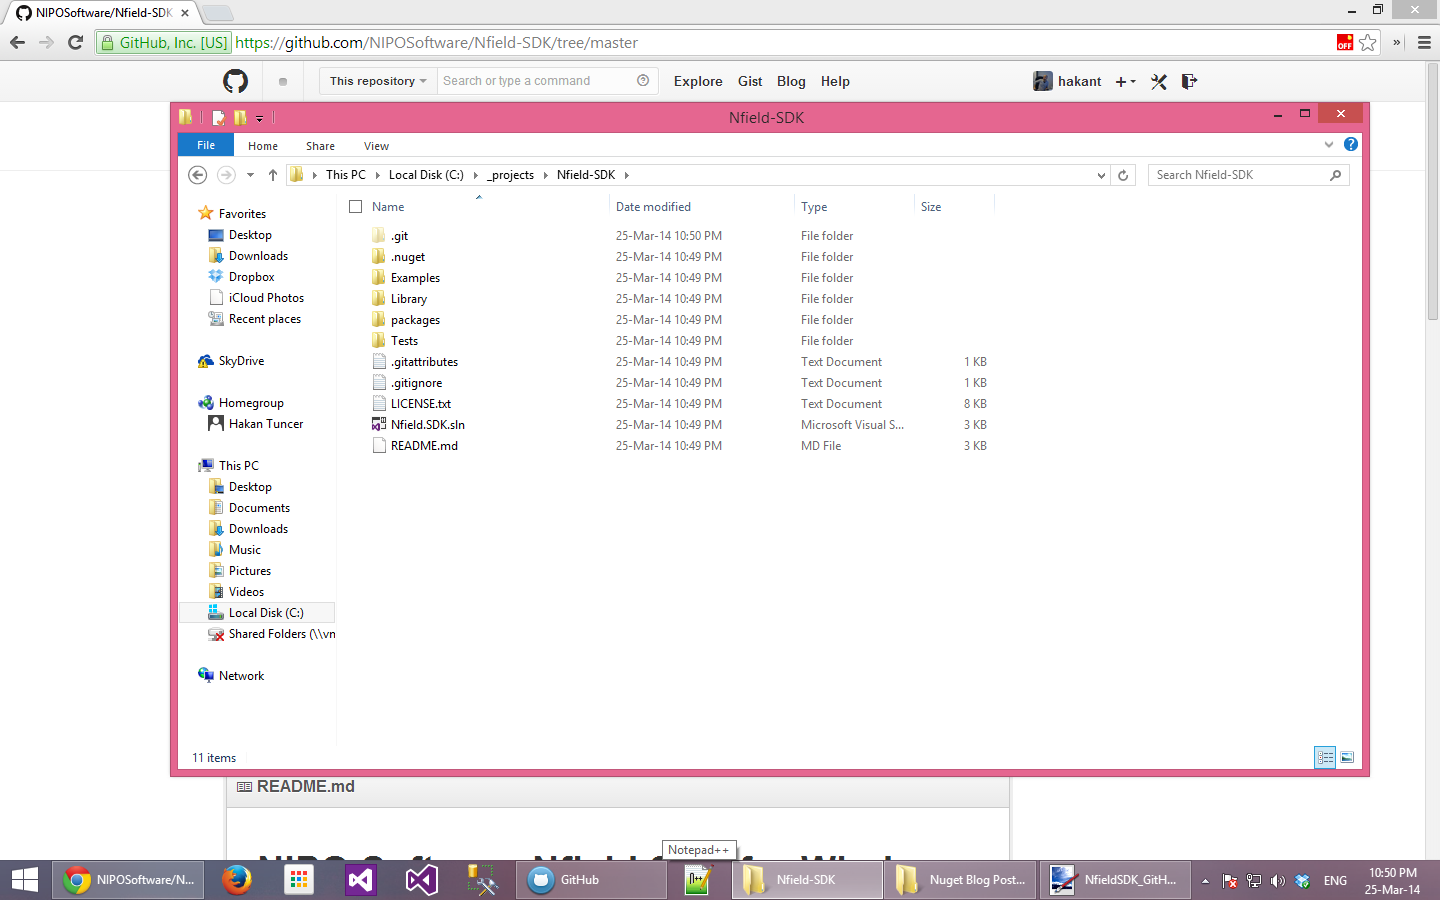 NIPOSoftware/Nfield-SDK
GitHub, Inc. [US] https://github.com/NIPOSoftware/Nfield-SDK/tree/master
OFF
This repository Search or type a command Explore Gist Blog Help hakant
Nfield-SDK
File Home Share View
This PC Local Disk (C:) _projects Nfield-SDK Search Nfield-SDK
Name Date modified Type Size
Favorites
Desktop
Downloads
Dropbox
iCloud Photos
Recent places
SkyDrive
Homegroup
Hakan Tuncer
This PC
Desktop
Documents
Downloads
Music
Pictures
Videos
Local Disk (C:)
Shared Folders (\\vn
Network
.git 25-Mar-14 10:50 PM File folder
.nuget 25-Mar-14 10:49 PM File folder
Examples 25-Mar-14 10:49 PM File folder
Library 25-Mar-14 10:49 PM File folder
packages 25-Mar-14 10:49 PM File folder
Tests 25-Mar-14 10:49 PM File folder
.gitattributes 25-Mar-14 10:49 PM Text Document 1 KB
.gitignore 25-Mar-14 10:49 PM Text Document 1 KB
LICENSE.txt 25-Mar-14 10:49 PM Text Document 8 KB
Nfield.SDK.sln 25-Mar-14 10:49 PM Microsoft Visual S... 3 KB
README.md 25-Mar-14 10:49 PM MD File 3 KB
11 items
README.md
Notepad++
NIPOSoftware/N... GitHub Nfield-SDK Nuget Blog Post... NfieldSDK_GitH... ENG
10:50 PM
25-Mar-14